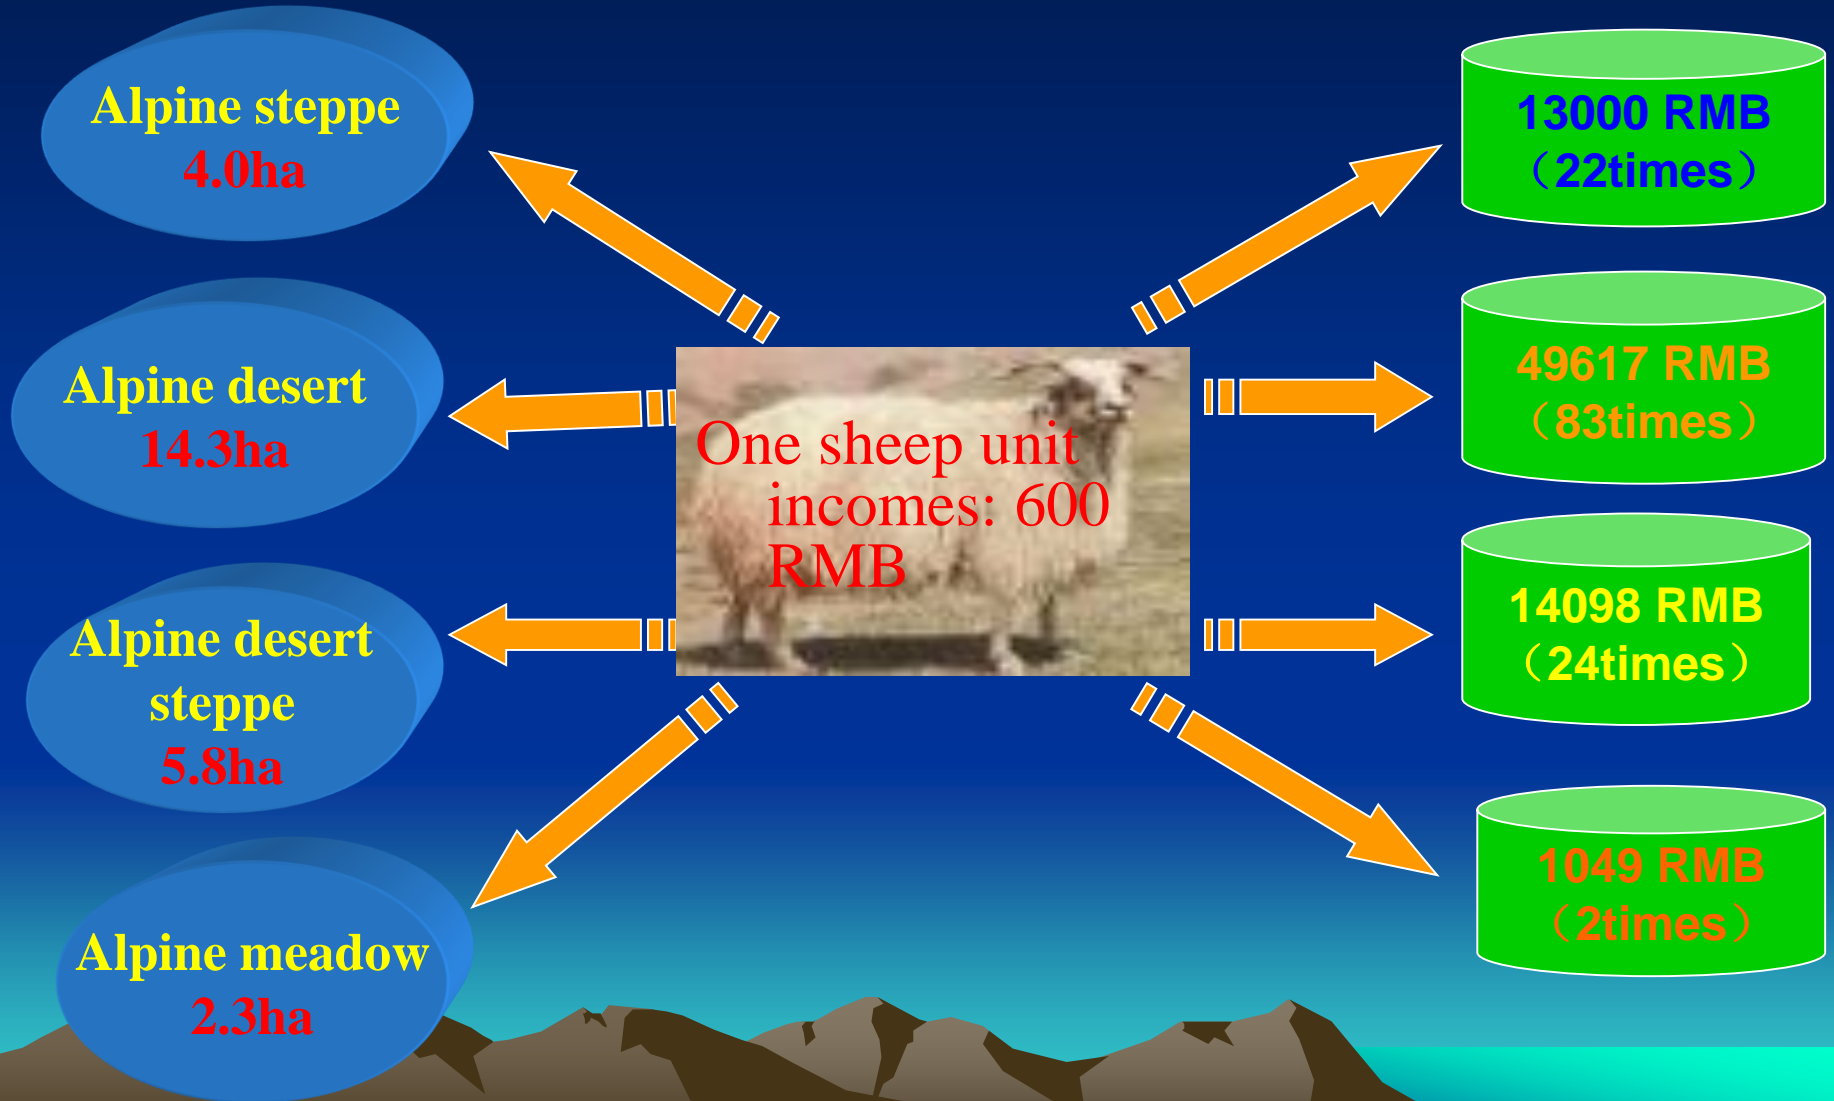 Alpine steppe
4.0ha
Alpine desert
14.3ha
Alpine desert
steppe
5.8ha
Alpine meadow
2.3ha
One sheep unit
incomes: 600
RMB
13000 RMB
（22times）
49617 RMB
（83times）
14098 RMB
（24times）
1049 RMB
（2times）